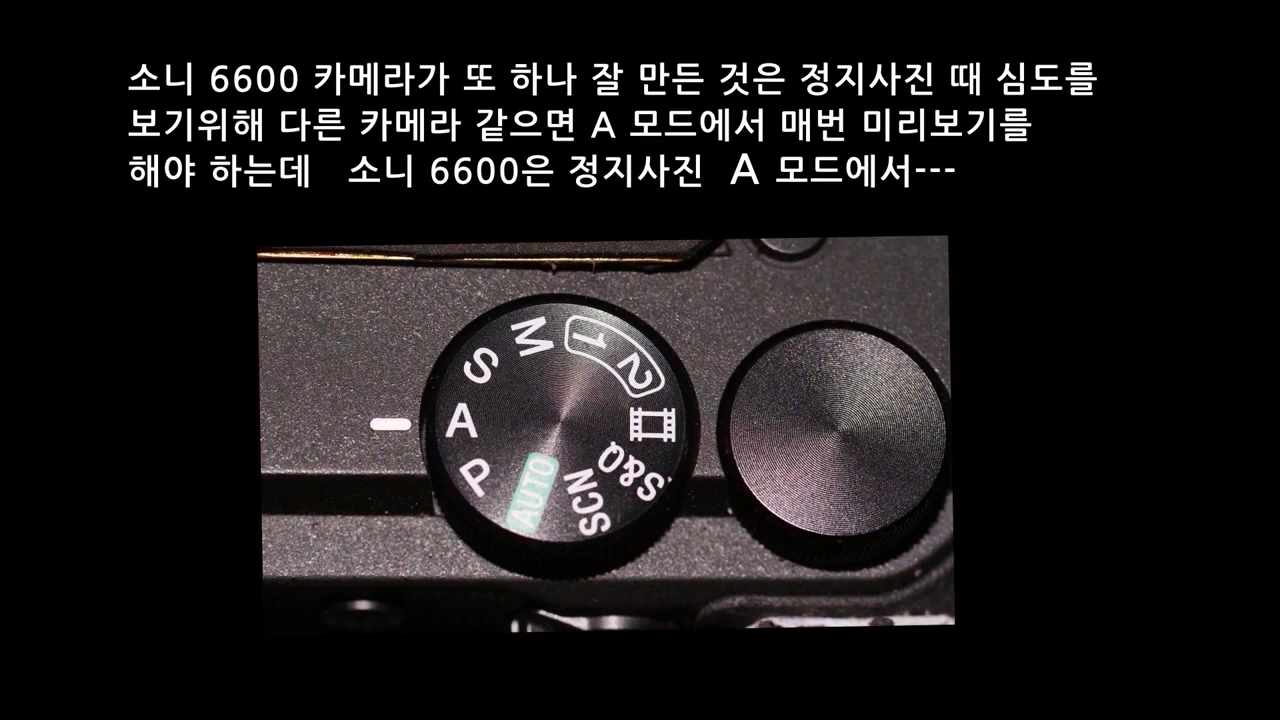 소니 6600 카메라가 또 하나 잘 만든 것은 정지사진 때 심도를
보기위해 다른 카메라 같으면 A 모드에서 매번 미리보기를
해야 하는데 소니 6600은 정지사진 A 모드에서---
M
1
2
S
A
P
AUTO
SCN
S&Q